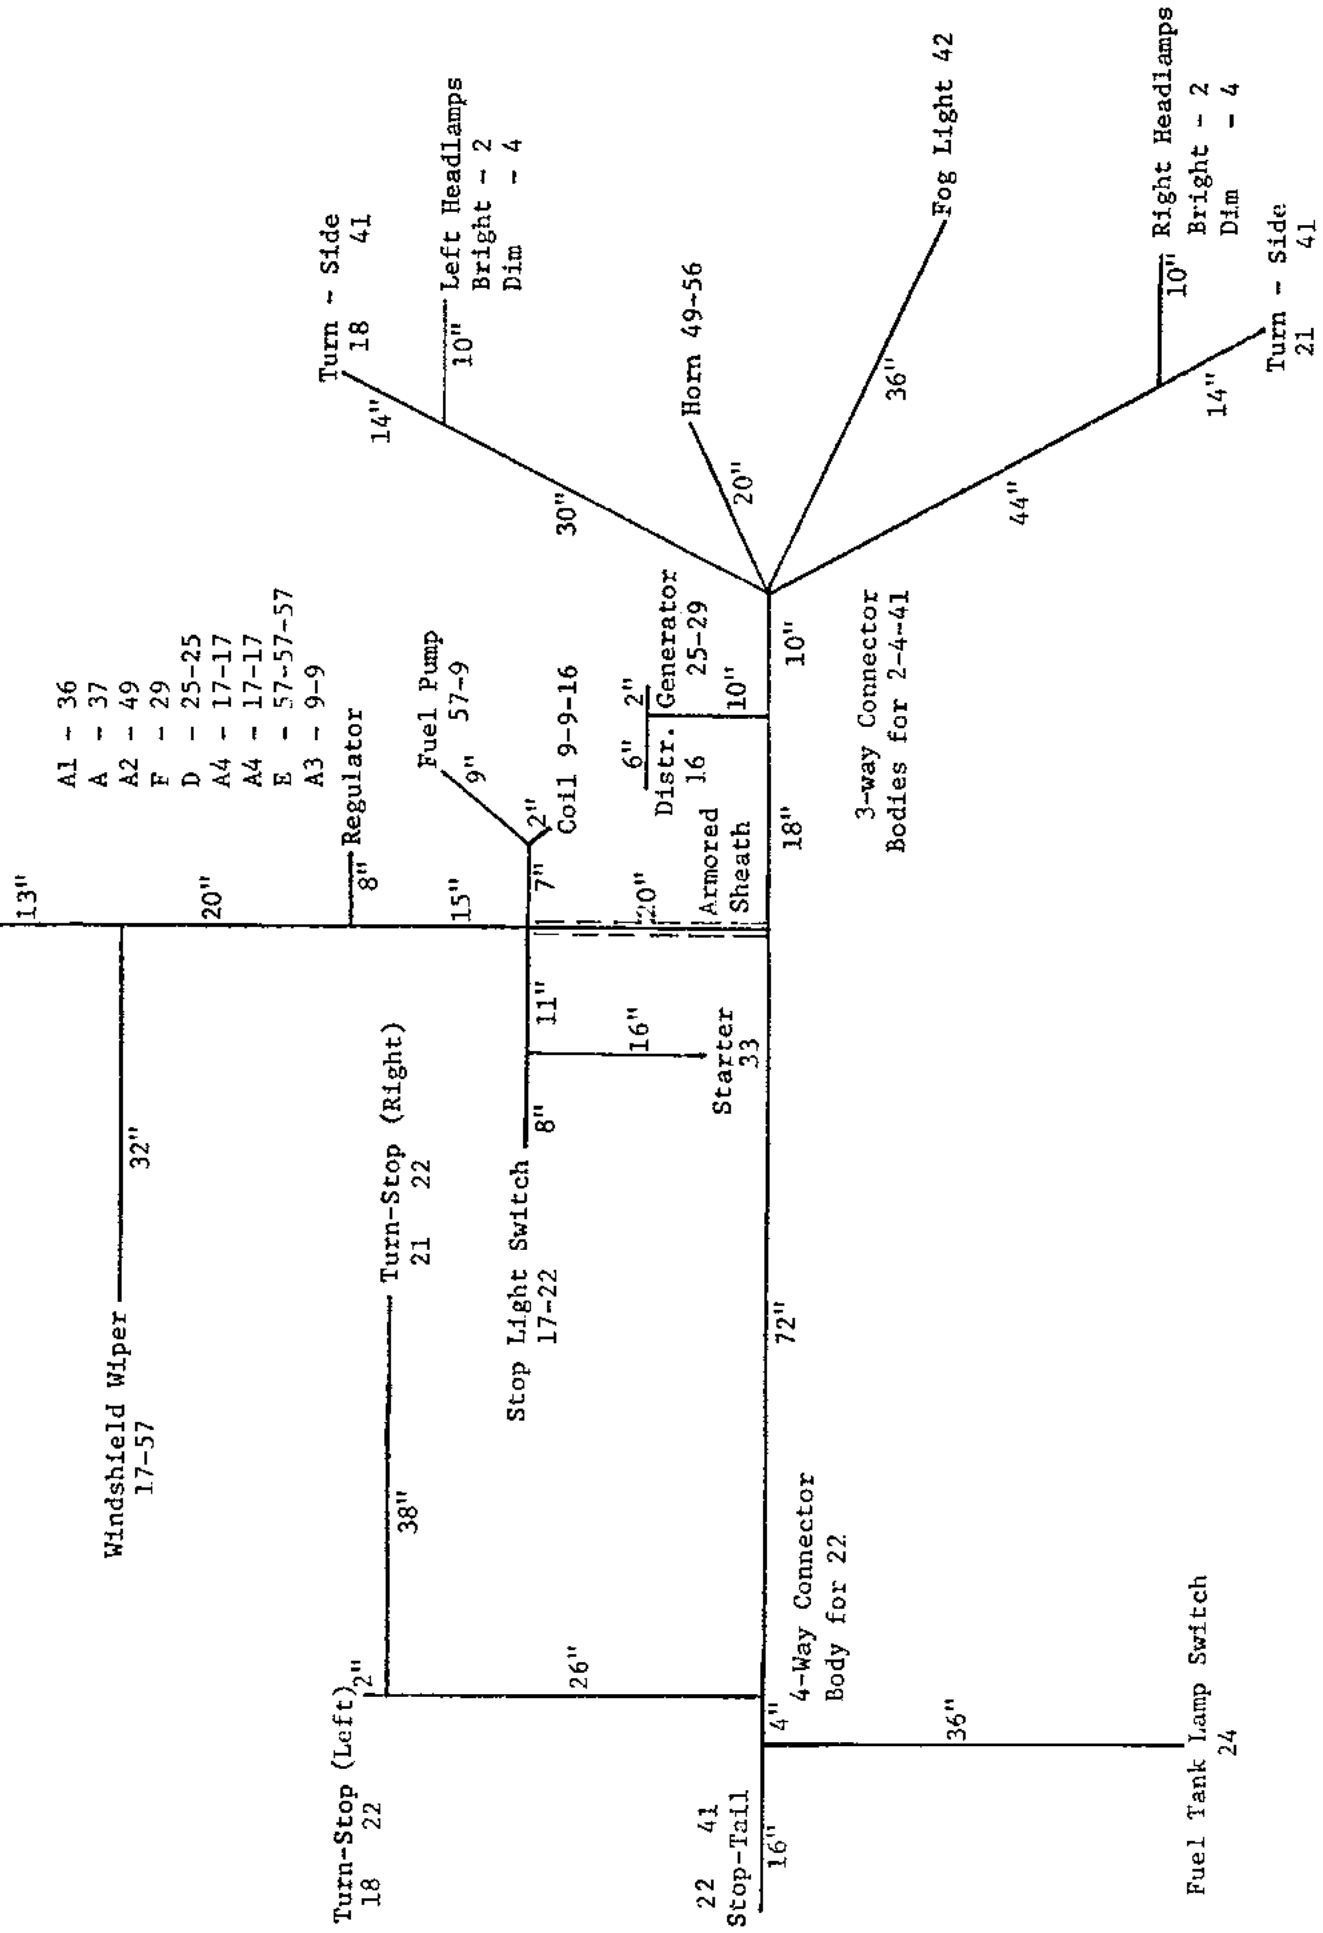 13"
20"
8"
15"
A1 - 36
A - 37
A2 - 49
F - 29
D - 25-25
A4 - 17-17
A4 - 17-17
E - 57-57-57
A3 - 9-9
Regulator
32"
Windshield Wiper
17-57
Fuel Pump
57-9
9"
2"
Coil 9-9-16
7"
11"
16"
Starter
33
8"
Stop Light Switch
17-22
20"
Armored
Sheath
6"
2"
Distr.
16
Generator
25-29
10"
18"
10"
3-way Connector
Bodies for 2-4-41
Turn - Side
18 41
14"
10"
Left Headlamps
Bright - 2
Dim - 4
30"
Horn 49-56
20"
Fog Light 42
36"
44"
10"
Right Headlamps
Bright - 2
Dim - 4
14"
Turn - Side
21 41
Turn-Stop (Right)
21 22
38"
Turn-Stop (Left)
18 22
2"
26"
72"
4-Way Connector
Body for 22
4"
22 41
Stop-Tail
16"
36"
Fuel Tank Lamp Switch
24